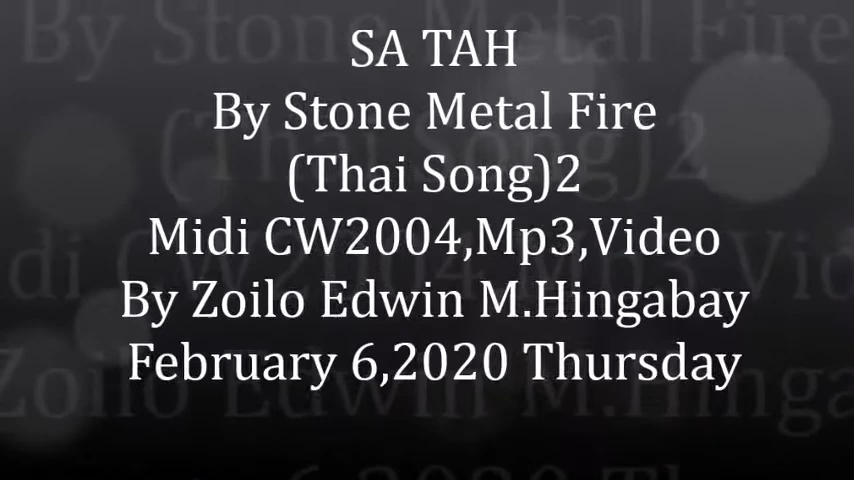 SA TAH
By Stone Metal Fire
(Thai Song)2
Midi CW2004,Mp3,Video
By Zoilo Edwin M.Hingabay
February 6,2020 Thursday